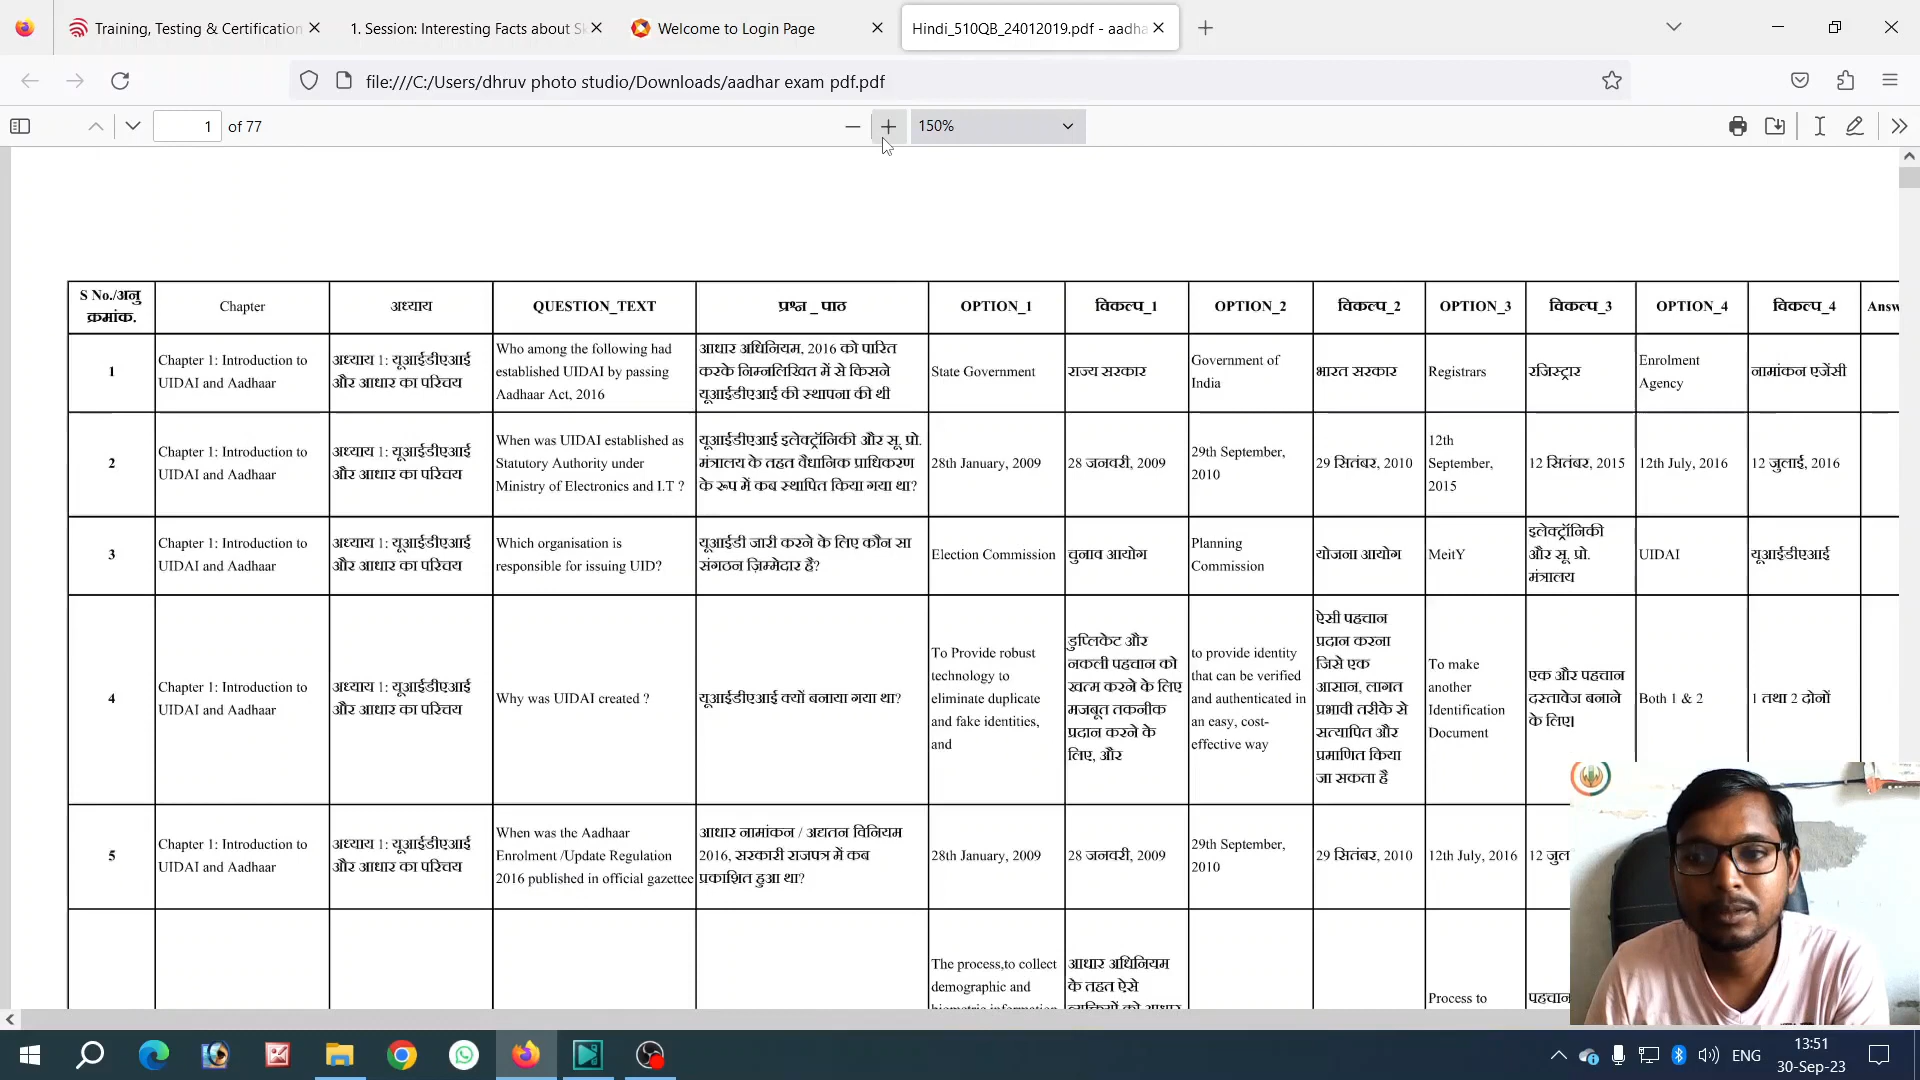 Training, Testing & Certification
1. Session: Interesting Facts about Sk
Welcome to Login Page
Hindi_510QB_24012019.pdf - aadha
file:///C:/Users/dhruv photo studio/Downloads/aadhar exam pdf.pdf
1 of 77
150%
S No./अनु क्रमांक.
Chapter
अध्याय
QUESTION_TEXT
प्रश्न _ पाठ
OPTION_1
विकल्प_1
OPTION_2
विकल्प_2
OPTION_3
विकल्प_3
OPTION_4
विकल्प_4
Answ
1
Chapter 1: Introduction to
UIDAI and Aadhaar
अध्याय 1: यूआईडीएआई
और आधार का परिचय
Who among the following had
established UIDAI by passing
Aadhaar Act, 2016
आधार अधिनियम, 2016 को पारित
करके निम्नलिखित में से किसने
यूआईडीएआई की स्थापना की थी
State Government
राज्य सरकार
Government of
India
भारत सरकार
Registrars
रजिस्ट्रार
Enrolment
Agency
नामांकन एजेंसी
2
Chapter 1: Introduction to
UIDAI and Aadhaar
अध्याय 1: यूआईडीएआई
और आधार का परिचय
When was UIDAI established as
Statutory Authority under
Ministry of Electronics and I.T ?
यूआईडीएआई इलेक्ट्रॉनिकी और सू. प्रो.
मंत्रालय के तहत वैधानिक प्राधिकरण
के रूप में कब स्थापित किया गया था?
28th January, 2009
28 जनवरी, 2009
29th September,
2010
29 सितंबर, 2010
12th
September,
2015
12 सितंबर, 2015
12th July, 2016
12 जुलाई, 2016
3
Chapter 1: Introduction to
UIDAI and Aadhaar
अध्याय 1: यूआईडीएआई
और आधार का परिचय
Which organisation is
responsible for issuing UID?
यूआईडी जारी करने के लिए कौन सा
संगठन ज़िम्मेदार है?
Election Commission
चुनाव आयोग
Planning
Commission
योजना आयोग
MeitY
इलेक्ट्रॉनिकी
और सू. प्रो.
मंत्रालय
UIDAI
यूआईडीएआई
4
Chapter 1: Introduction to
UIDAI and Aadhaar
अध्याय 1: यूआईडीएआई
और आधार का परिचय
Why was UIDAI created ?
यूआईडीएआई क्यों बनाया गया था?
To Provide robust
technology to
eliminate duplicate
and fake identities,
and
डुप्लिकेट और
नकली पहचान को
खत्म करने के लिए
मजबूत तकनीक
प्रदान करने के
लिए, और
to provide identity
that can be verified
and authenticated in
an easy, cost-
effective way
ऐसी पहचान
प्रदान करना
जिसे एक
आसान, लागत
प्रभावी तरीके से
सत्यापित और
प्रमाणित किया
जा सकता है
To make
another
Identification
Document
एक और पहचान
दस्तावेज बनाने
के लिए।
Both 1 & 2
1 तथा 2 दोनों
5
Chapter 1: Introduction to
UIDAI and Aadhaar
अध्याय 1: यूआईडीएआई
और आधार का परिचय
When was the Aadhaar
Enrolment /Update Regulation
2016 published in official gazettee
आधार नामांकन / अद्यतन विनियम
2016, सरकारी राजपत्र में कब
प्रकाशित हुआ था?
28th January, 2009
28 जनवरी, 2009
29th September,
2010
29 सितंबर, 2010
12th July, 2016
12 जुल
The process,to collect
demographic and
biometric information
आधार अधिनियम
के तहत ऐसे
व्यक्तियों को आधार
Process to
पहचान
ENG
13:51
30-Sep-23